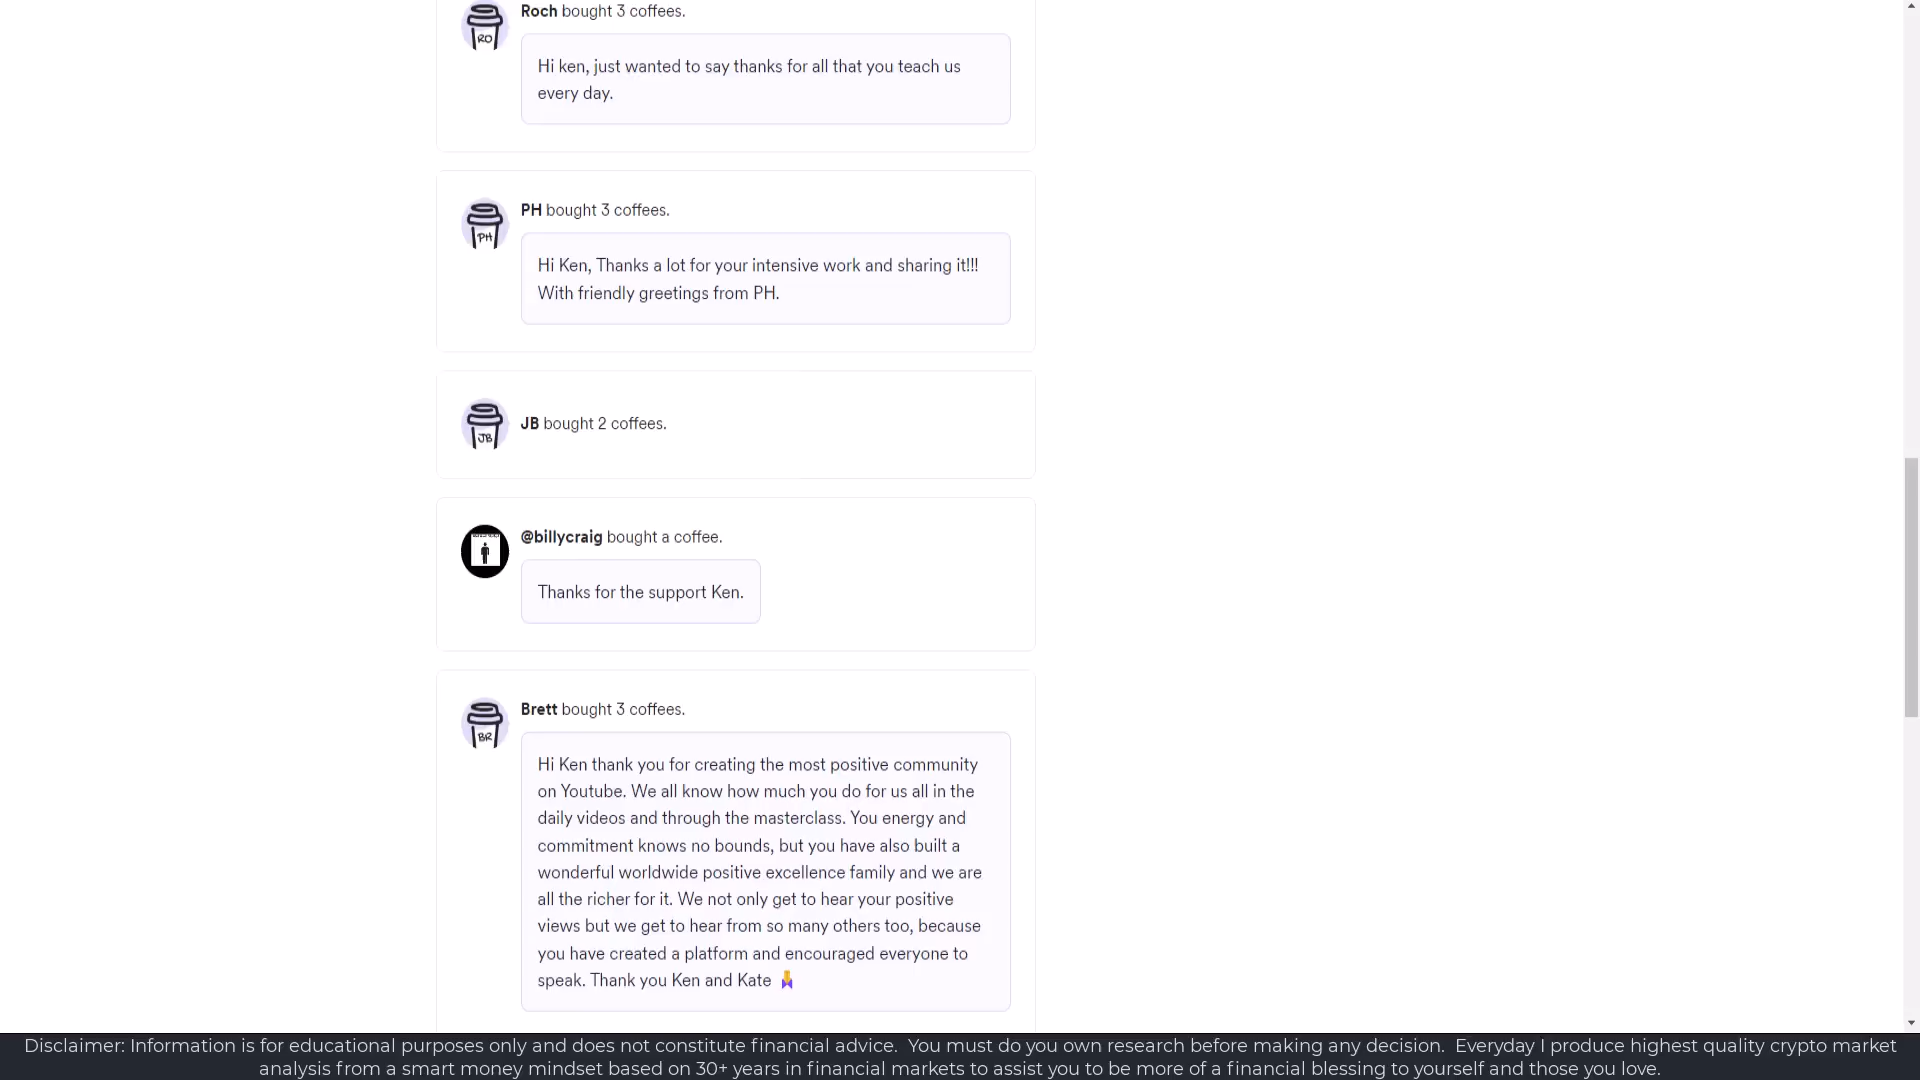 Roch bought 3 coffees.
RO
Hi ken, just wanted to say thanks for all that you teach us
every day.
PH bought 3 coffees.
PH
Hi Ken, Thanks a lot for your intensive work and sharing it!!!
With friendly greetings from PH.
JB bought 2 coffees.
JB
@billycraig bought a coffee.
Thanks for the support Ken.
Brett bought 3 coffees.
BR
Hi Ken thank you for creating the most positive community
on Youtube. We all know how much you do for us all in the
daily videos and through the masterclass. You energy and
commitment knows no bounds, but you have also built a
wonderful worldwide positive excellence family and we are
all the richer for it. We not only get to hear your positive
views but we get to hear from so many others too, because
you have created a platform and encouraged everyone to
speak. Thank you Ken and Kate
Disclaimer: Information is for educational purposes only and does not constitute financial advice. You must do you own research before making any decision. Everyday I produce highest quality crypto market
analysis from a smart money mindset based on 30+ years in financial markets to assist you to be more of a financial blessing to yourself and those you love.